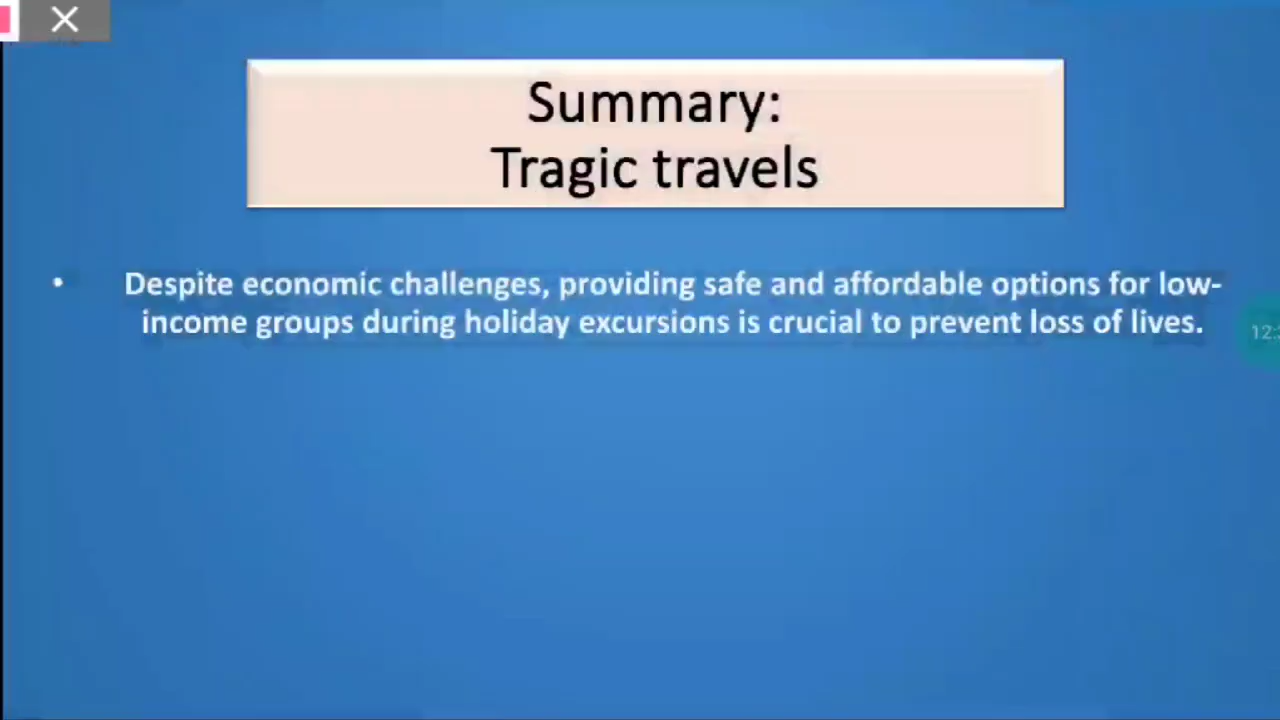 Summary:
Tragic travels
• Despite economic challenges, providing safe and affordable options for low-
income groups during holiday excursions is crucial to prevent loss of lives.